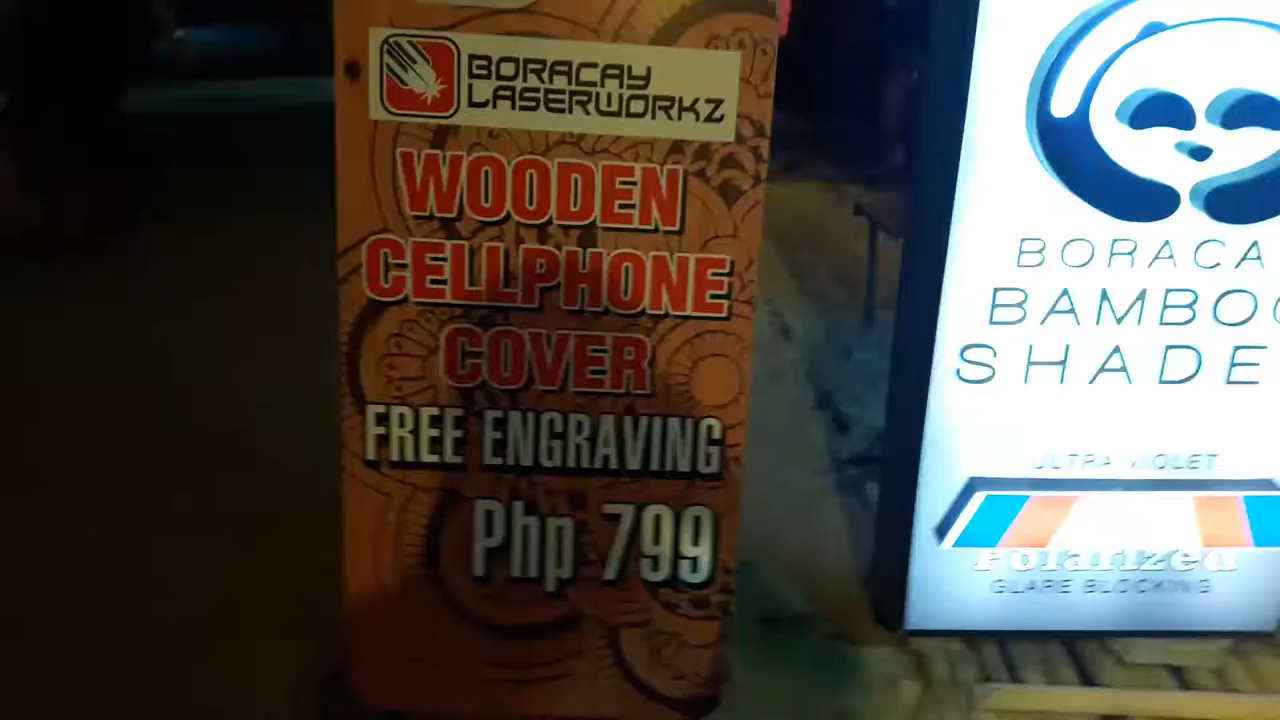 BORACAY
LASERWORKZ
WOODEN
CELLPHONE
COVER
FREE ENGRAVING
Php 799
BORACA
BAMBOO
SHADE
ULTRA VIOLET
Polarized
GLARE BLOCKING